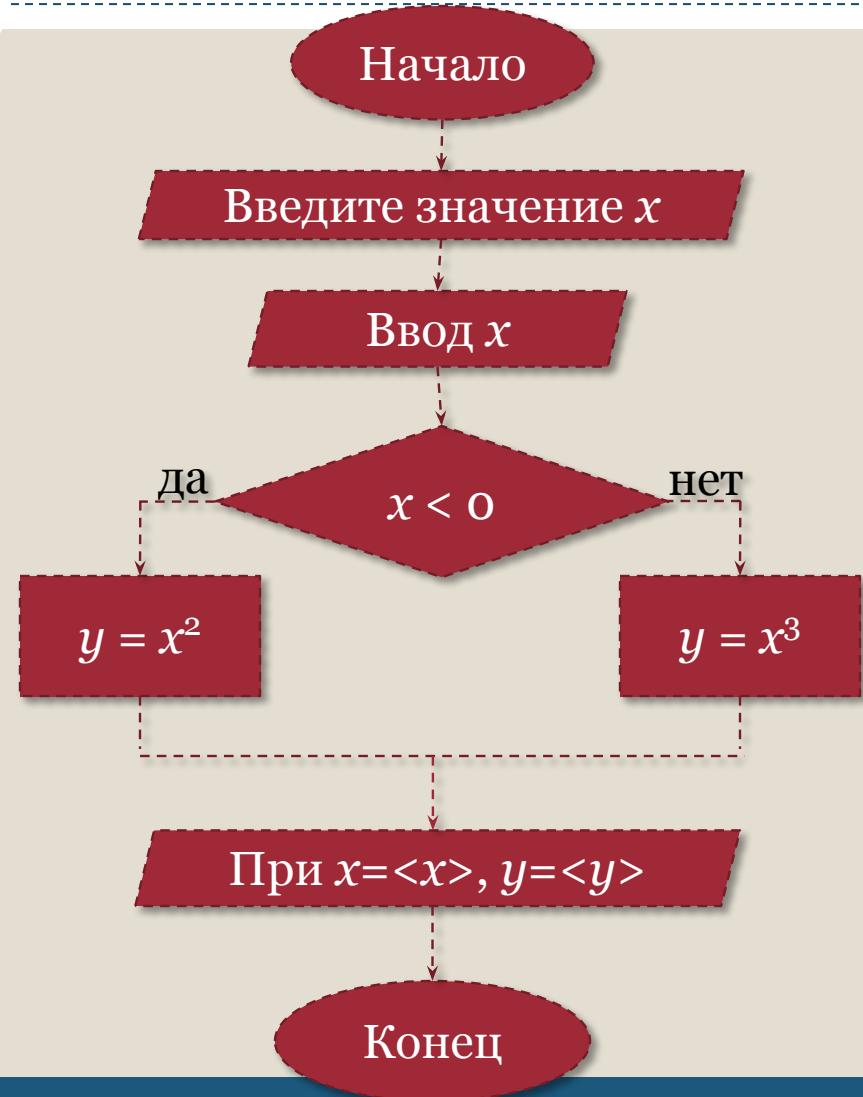 Начало
Введите значение x
Ввод x
да
x < 0
нет
y = x²
y = x³
При x=<x>, y=<y>
Конец